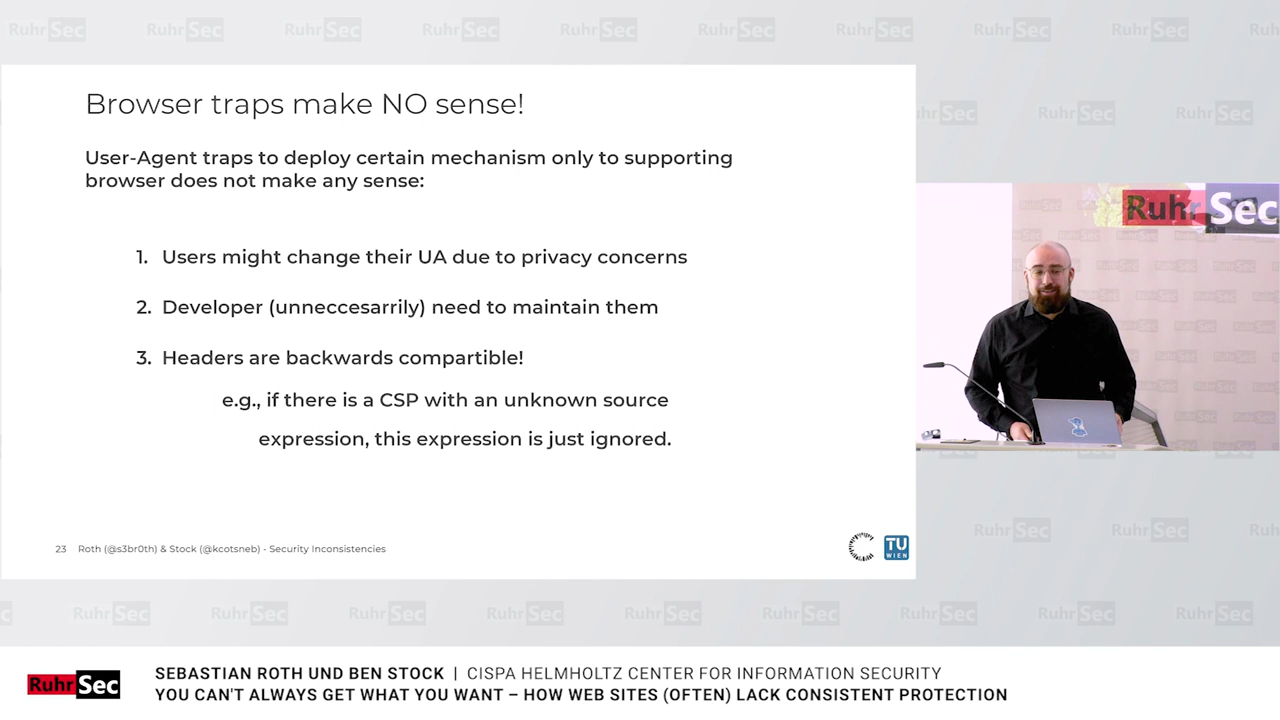 Browser traps make NO sense!
User-Agent traps to deploy certain mechanism only to supporting
browser does not make any sense:
1. Users might change their UA due to privacy concerns
2. Developer (unneccesarrily) need to maintain them
3. Headers are backwards compartible!
e.g., if there is a CSP with an unknown source
expression, this expression is just ignored.
23 Roth (@s3br0th) & Stock (@kcotsneb) - Security Inconsistencies
TU
WIEN
RuhrSec
RuhrSec
SEBASTIAN ROTH UND BEN STOCK | CISPA HELMHOLTZ CENTER FOR INFORMATION SECURITY
YOU CAN'T ALWAYS GET WHAT YOU WANT – HOW WEB SITES (OFTEN) LACK CONSISTENT PROTECTION